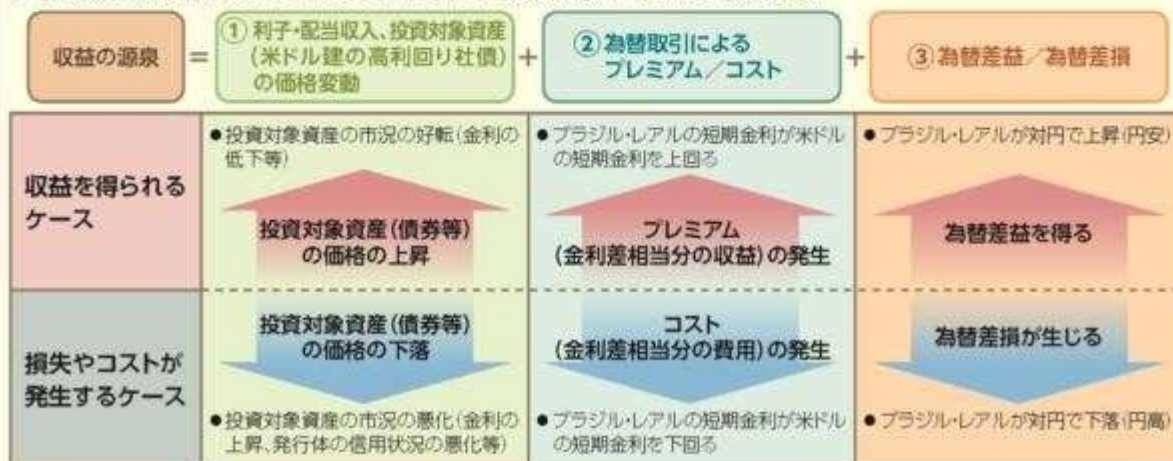 収益の源泉
=
① 利子・配当収入、投資対象資産
(米ドル建の高利回り社債)
の価格変動
+
② 為替取引による
プレミアム/コスト
+
③ 為替差益/為替差損
収益を得られる
ケース
●投資対象資産の市況の好転(金利の
低下等)
投資対象資産(債券等)
の価格の上昇
●ブラジル・レアルの短期金利が米ドル
の短期金利を上回る
プレミアム
(金利差相当分の収益)の発生
●ブラジル・レアルが対円で上昇(円安)
為替差益を得る
損失やコストが
発生するケース
投資対象資産(債券等)
の価格の下落
●投資対象資産の市況の悪化(金利の
上昇、発行体の信用状況の悪化等)
コスト
(金利差相当分の費用)の発生
●ブラジル・レアルの短期金利が米ドル
の短期金利を下回る
為替差損が生じる
●ブラジル・レアルが対円で下落(円高)